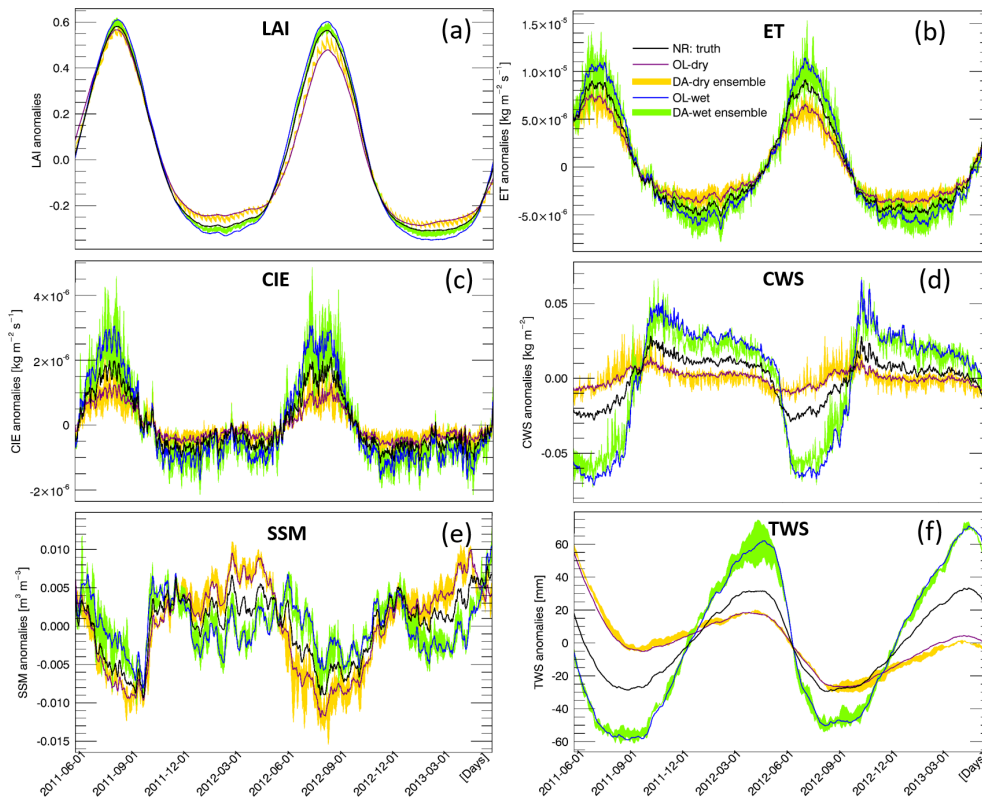 LAI
(a)
0.6
0.4
0.2
0.0
-0.2
LAI anomalies
ET
(b)
1.5×10⁻⁵
1.0×10⁻⁵
5.0×10⁻⁶
0
-5.0×10⁻⁶
ET anomalies [kg m⁻² s⁻¹]
NR: truth
OL-dry
DA-dry ensemble
OL-wet
DA-wet ensemble
CIE
(c)
4×10⁻⁶
2×10⁻⁶
0
-2×10⁻⁶
CIE anomalies [kg m⁻² s⁻¹]
CWS
(d)
0.05
0.00
-0.05
CWS anomalies [kg m⁻²]
SSM
(e)
0.010
0.005
0.000
-0.005
-0.010
-0.015
SSM anomalies [m³ m⁻³]
2011-06-01
2011-09-01
2011-12-01
2012-03-01
2012-06-01
2012-09-01
2012-12-01
2013-03-01
[Days]
TWS
(f)
60
40
20
0
-20
-40
-60
TWS anomalies [mm]
2011-06-01
2011-09-01
2011-12-01
2012-03-01
2012-06-01
2012-09-01
2012-12-01
2013-03-01
[Days]